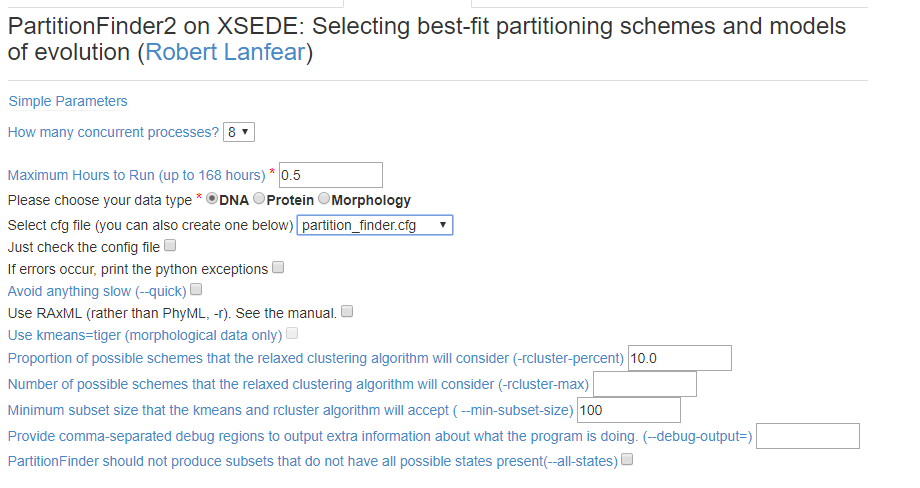 PartitionFinder2 on XSEDE: Selecting best-fit partitioning schemes and models
of evolution (Robert Lanfear)
Simple Parameters
How many concurrent processes? 8
Maximum Hours to Run (up to 168 hours) * 0.5
Please choose your data type * DNA Protein Morphology
Select cfg file (you can also create one below) partition_finder.cfg
Just check the config file
If errors occur, print the python exceptions
Avoid anything slow (--quick)
Use RAxML (rather than PhyML, -r). See the manual.
Use kmeans=tiger (morphological data only)
Proportion of possible schemes that the relaxed clustering algorithm will consider (-rcluster-percent) 10.0
Number of possible schemes that the relaxed clustering algorithm will consider (-rcluster-max)
Minimum subset size that the kmeans and rcluster algorithm will accept ( --min-subset-size) 100
Provide comma-separated debug regions to output extra information about what the program is doing. (--debug-output=)
PartitionFinder should not produce subsets that do not have all possible states present(--all-states)